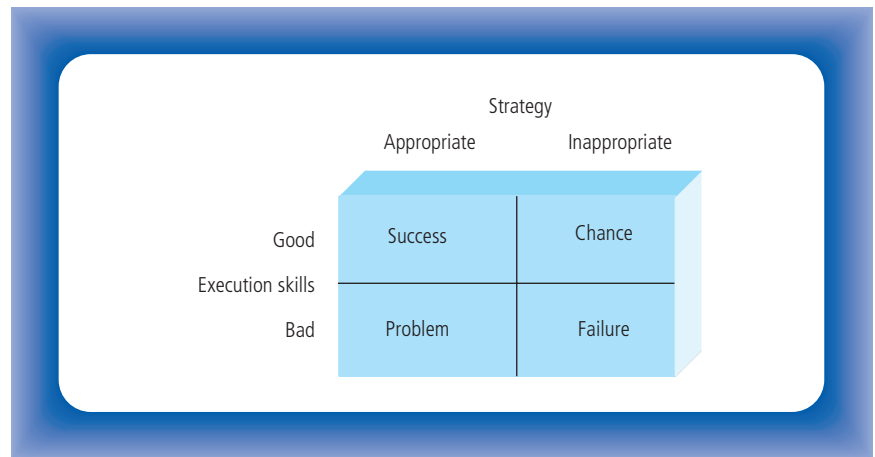 Strategy
Appropriate Inappropriate
Good Success Chance
Execution skills
Bad Problem Failure